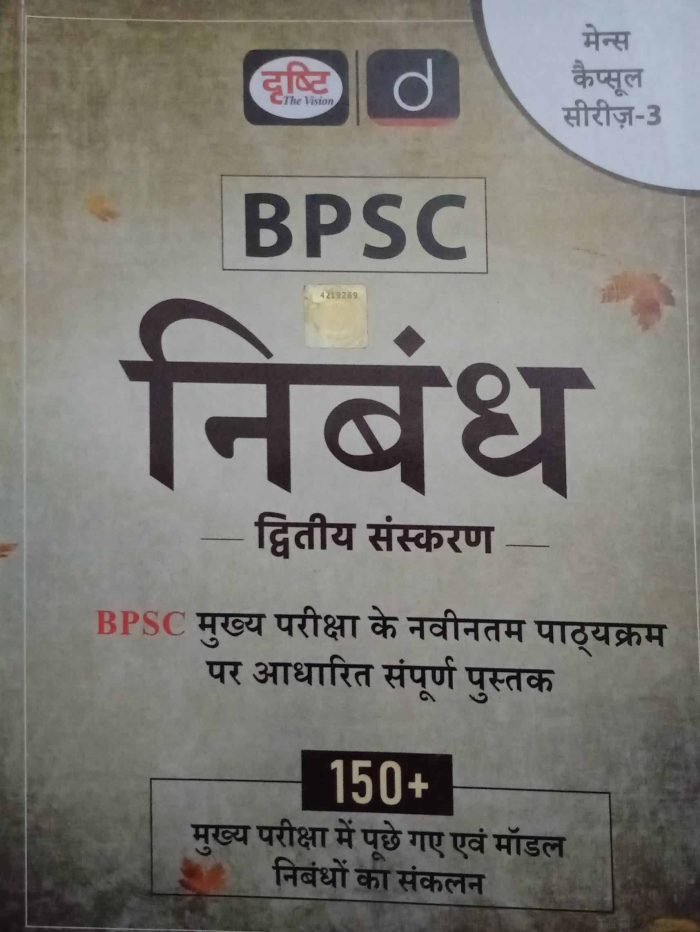 दृष्टि
The Vision
d
मेन्स
कैप्सूल
सीरीज़-3
BPSC
4219289
निबंध
द्वितीय संस्करण
BPSC मुख्य परीक्षा के नवीनतम पाठ्यक्रम
पर आधारित संपूर्ण पुस्तक
150+
मुख्य परीक्षा में पूछे गए एवं मॉडल
निबंधों का संकलन